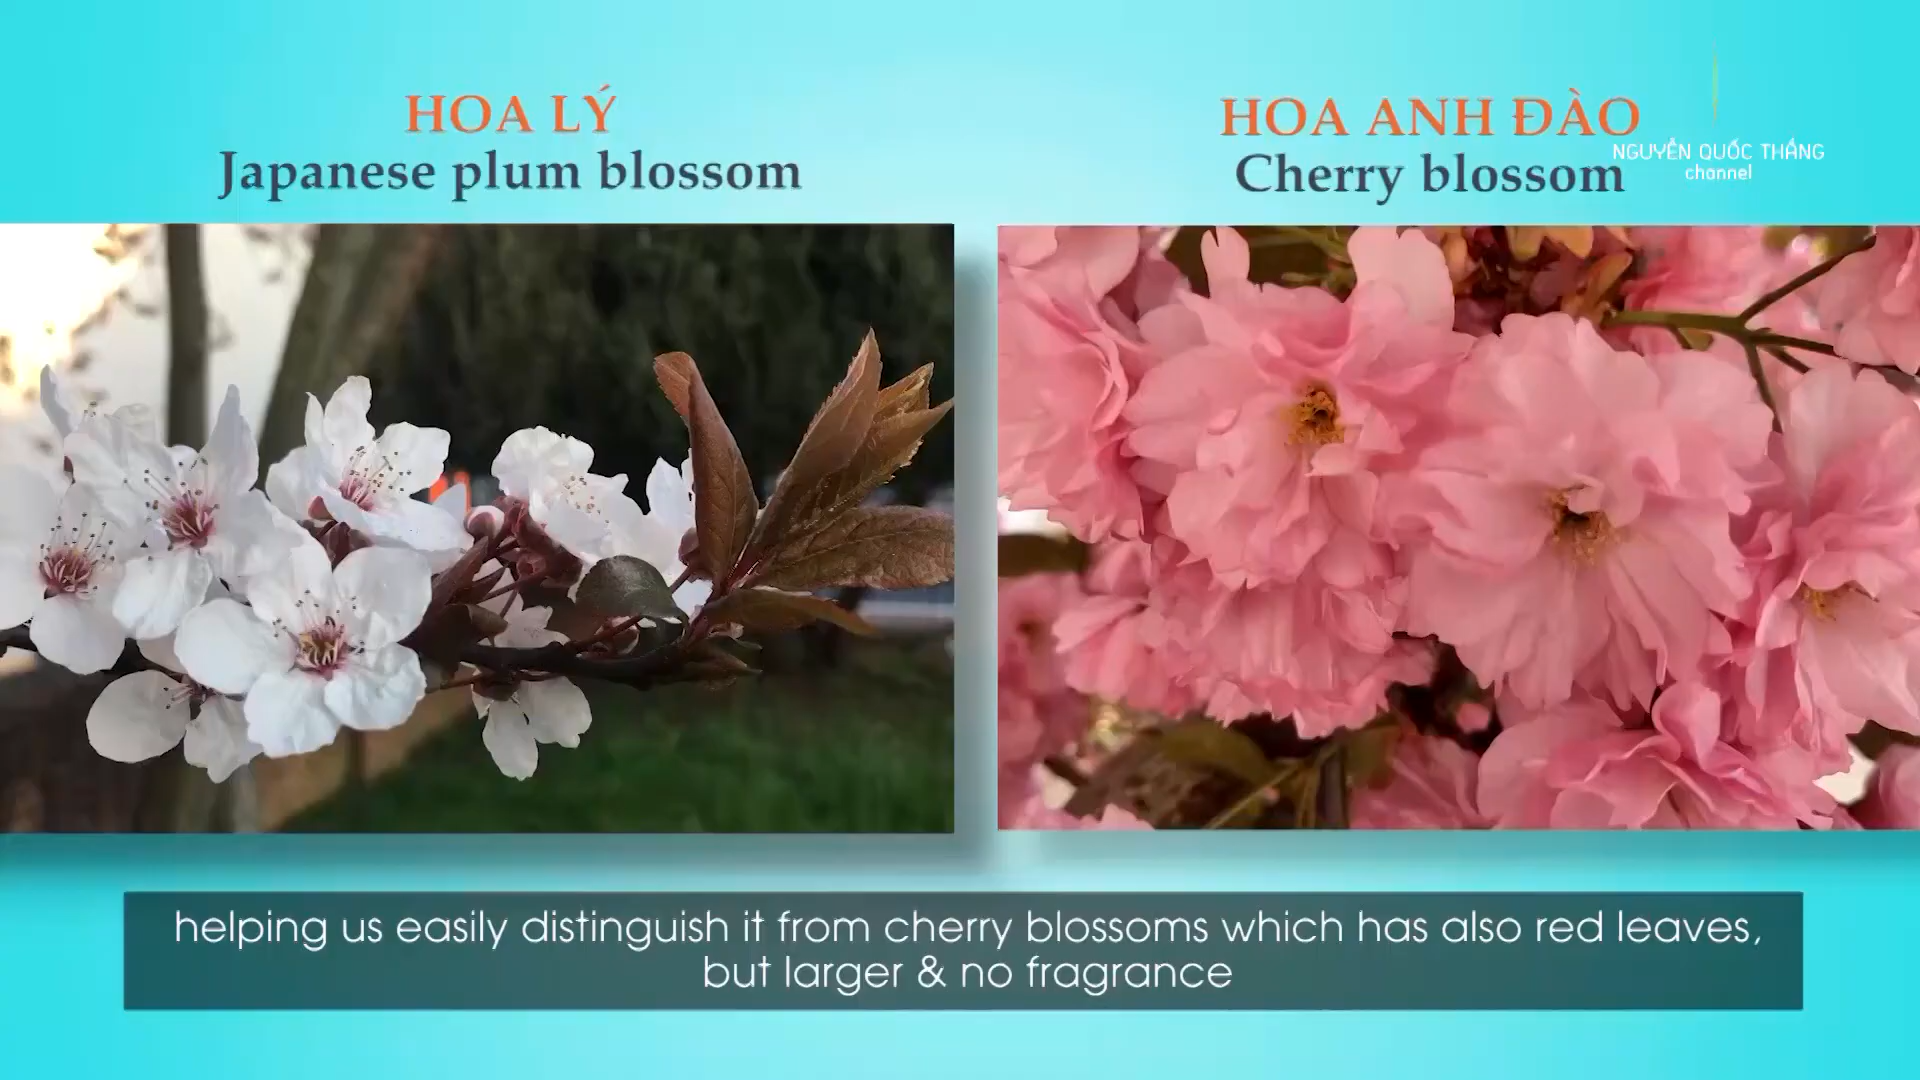 HOA LÝ
Japanese plum blossom
HOA ANH ĐÀO
Cherry blossom
NGUYỄN QUỐC THẮNG
channel
helping us easily distinguish it from cherry blossoms which has also red leaves,
but larger & no fragrance